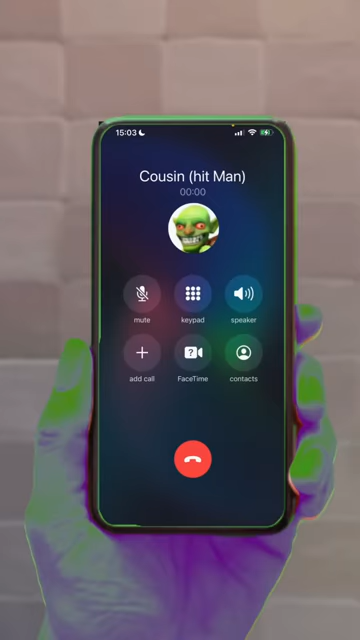 15:03
Cousin (hit Man)
00:00
mute
keypad
speaker
add call
FaceTime
contacts